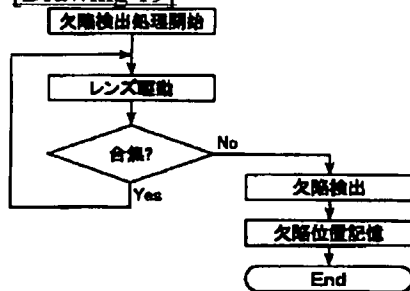 欠陥検出処理開始
レンズ駆動
合焦?
No
Yes
欠陥検出
欠陥位置記憶
End